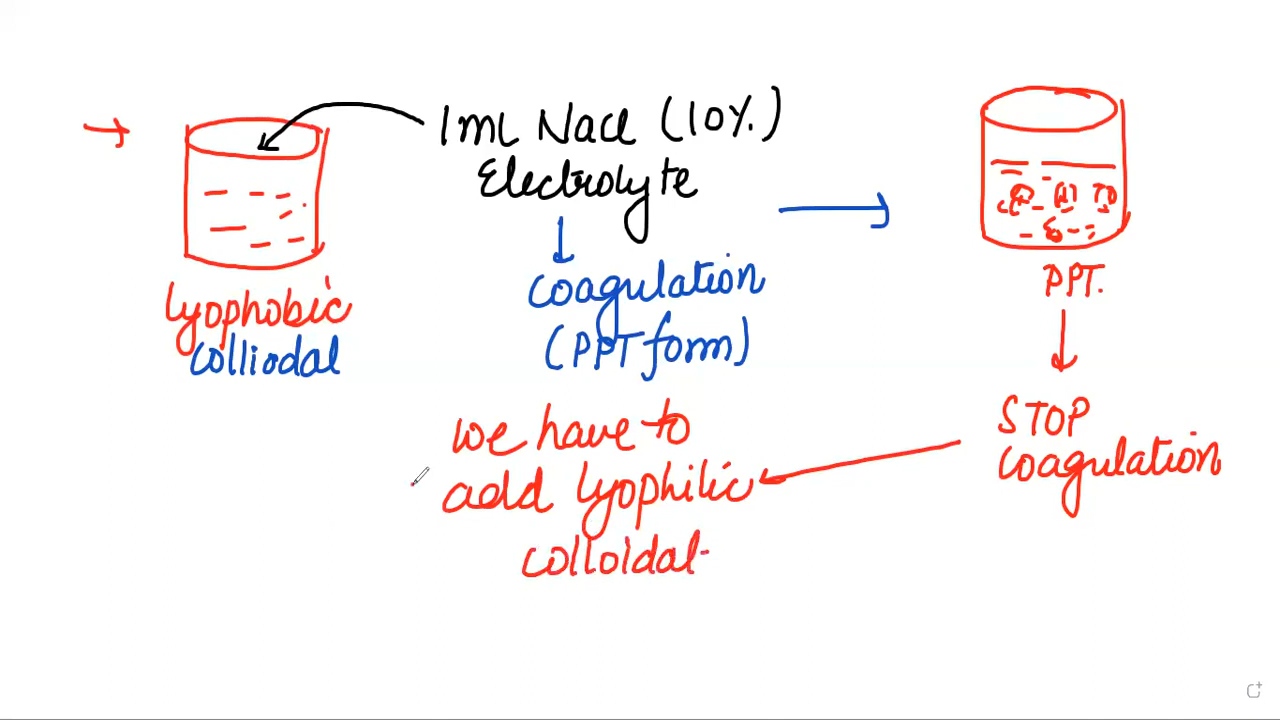 1mL Nacl (10%.)
Electrolyte
lyophobic
colliodal
coagulation
(PPT form)
PPT.
STOP
coagulation
we have to
add lyophilic
colloidal-